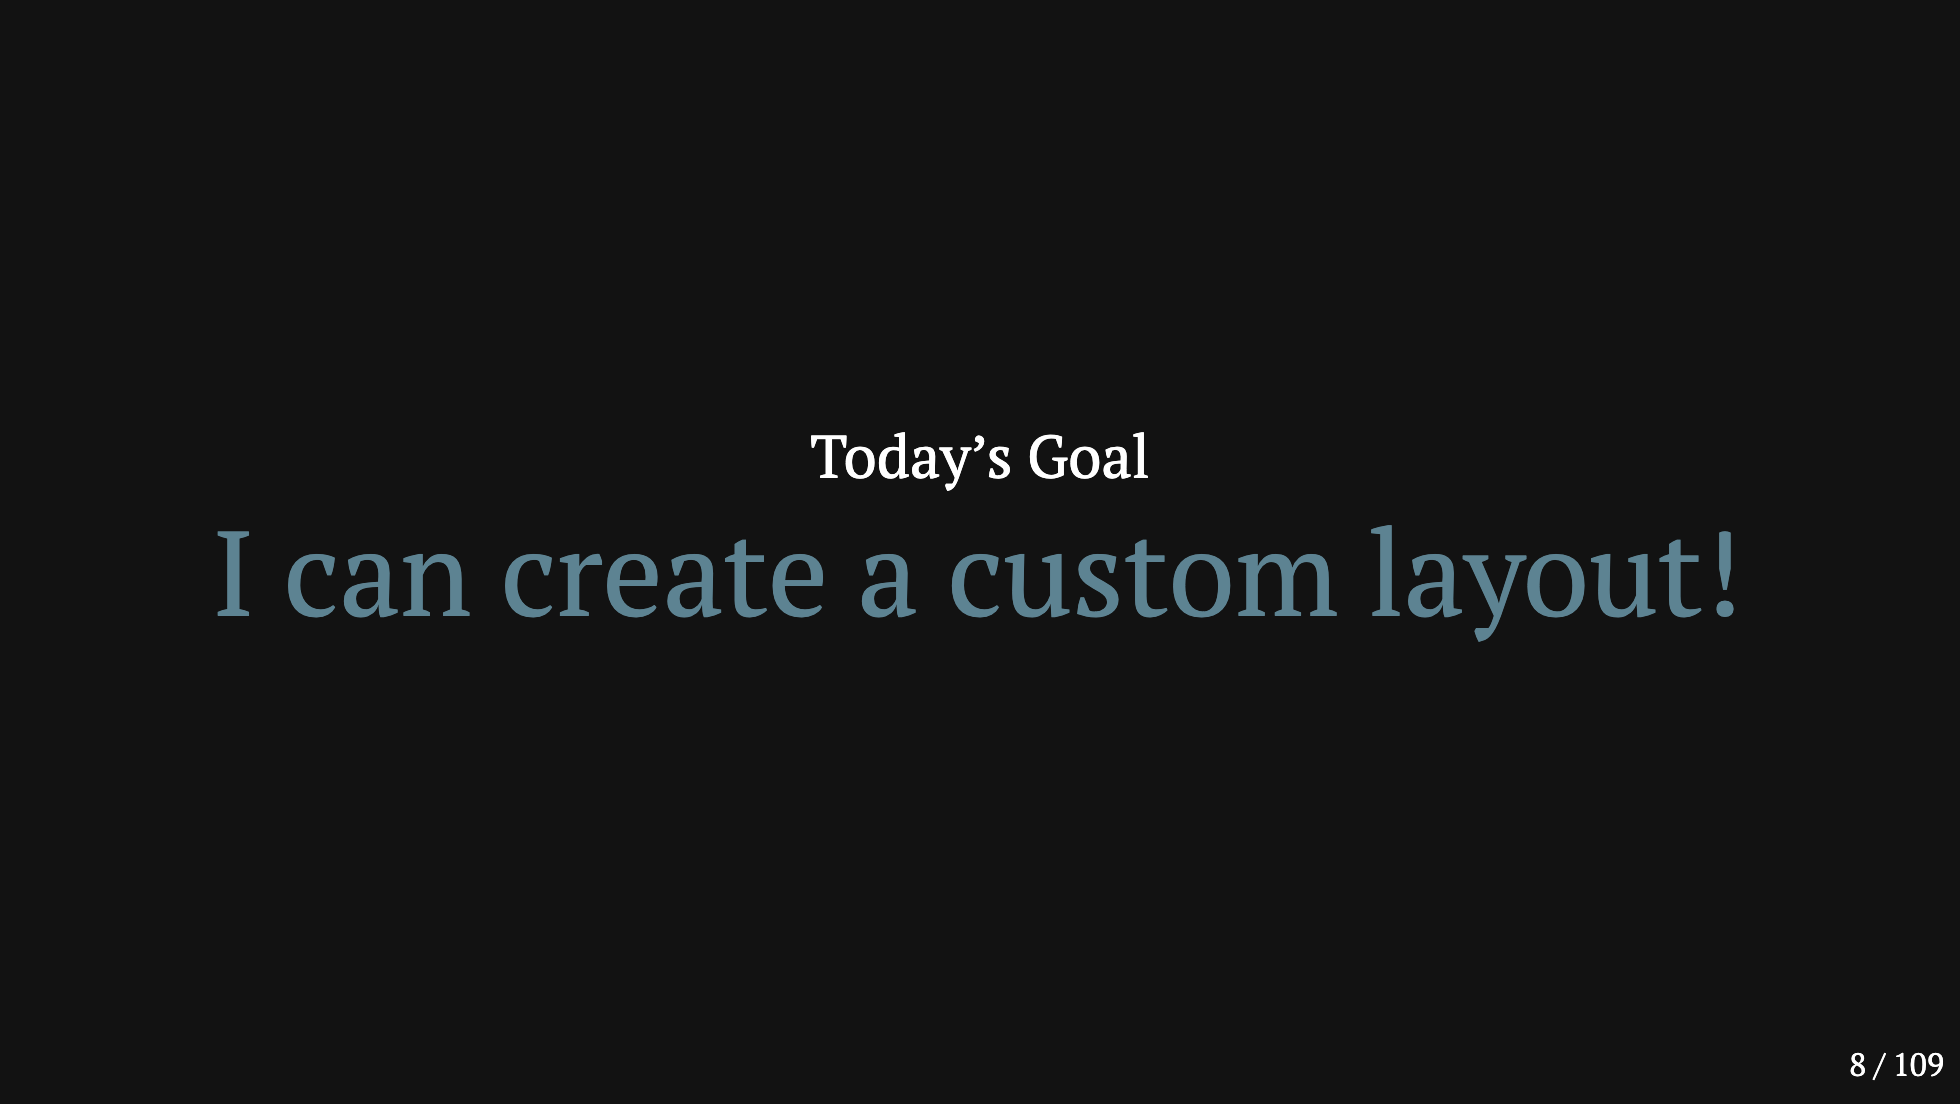 Today’s Goal
I can create a custom layout!
8 / 109